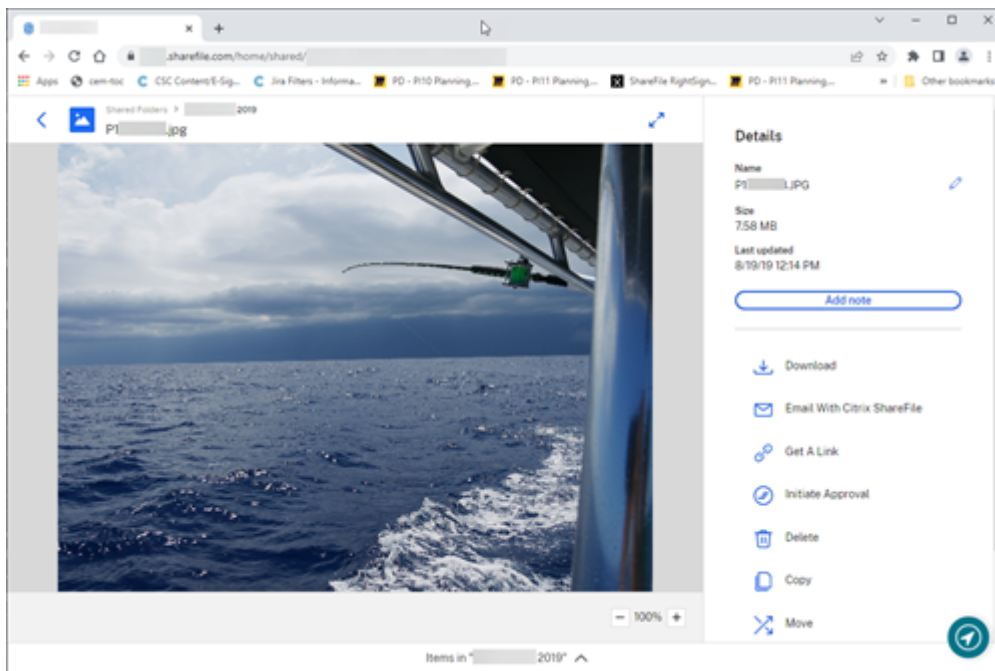 .sharefile.com/home/shared/
Apps cem-toc CSC Content/E-Sig... Jira Filters - Informa... PD - PI10 Planning,... PD - PI11 Planning,... ShareFile RightSign... PD - PI11 Planning,... » Other bookmarks
Shared Folders > 2019
P1 .jpg
Details
Name
P1 .JPG
Size
7.58 MB
Last updated
8/19/19 12:14 PM
Add note
Download
Email With Citrix ShareFile
Get A Link
Initiate Approval
Delete
Copy
Move
100%
Items in " 2019"